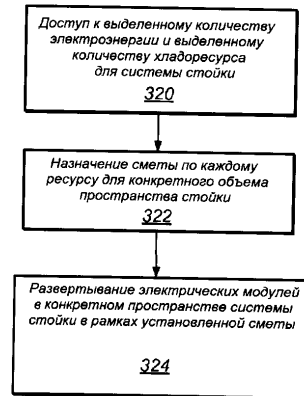 Доступ к выделенному количеству
электроэнергии и выделенному
количеству хладоресурса
для системы стойки
320
Назначение сметы по каждому
ресурсу для конкретного объема
пространства стойки
322
Развертывание электрических модулей
в конкретном пространстве системы
стойки в рамках установленной сметы
324